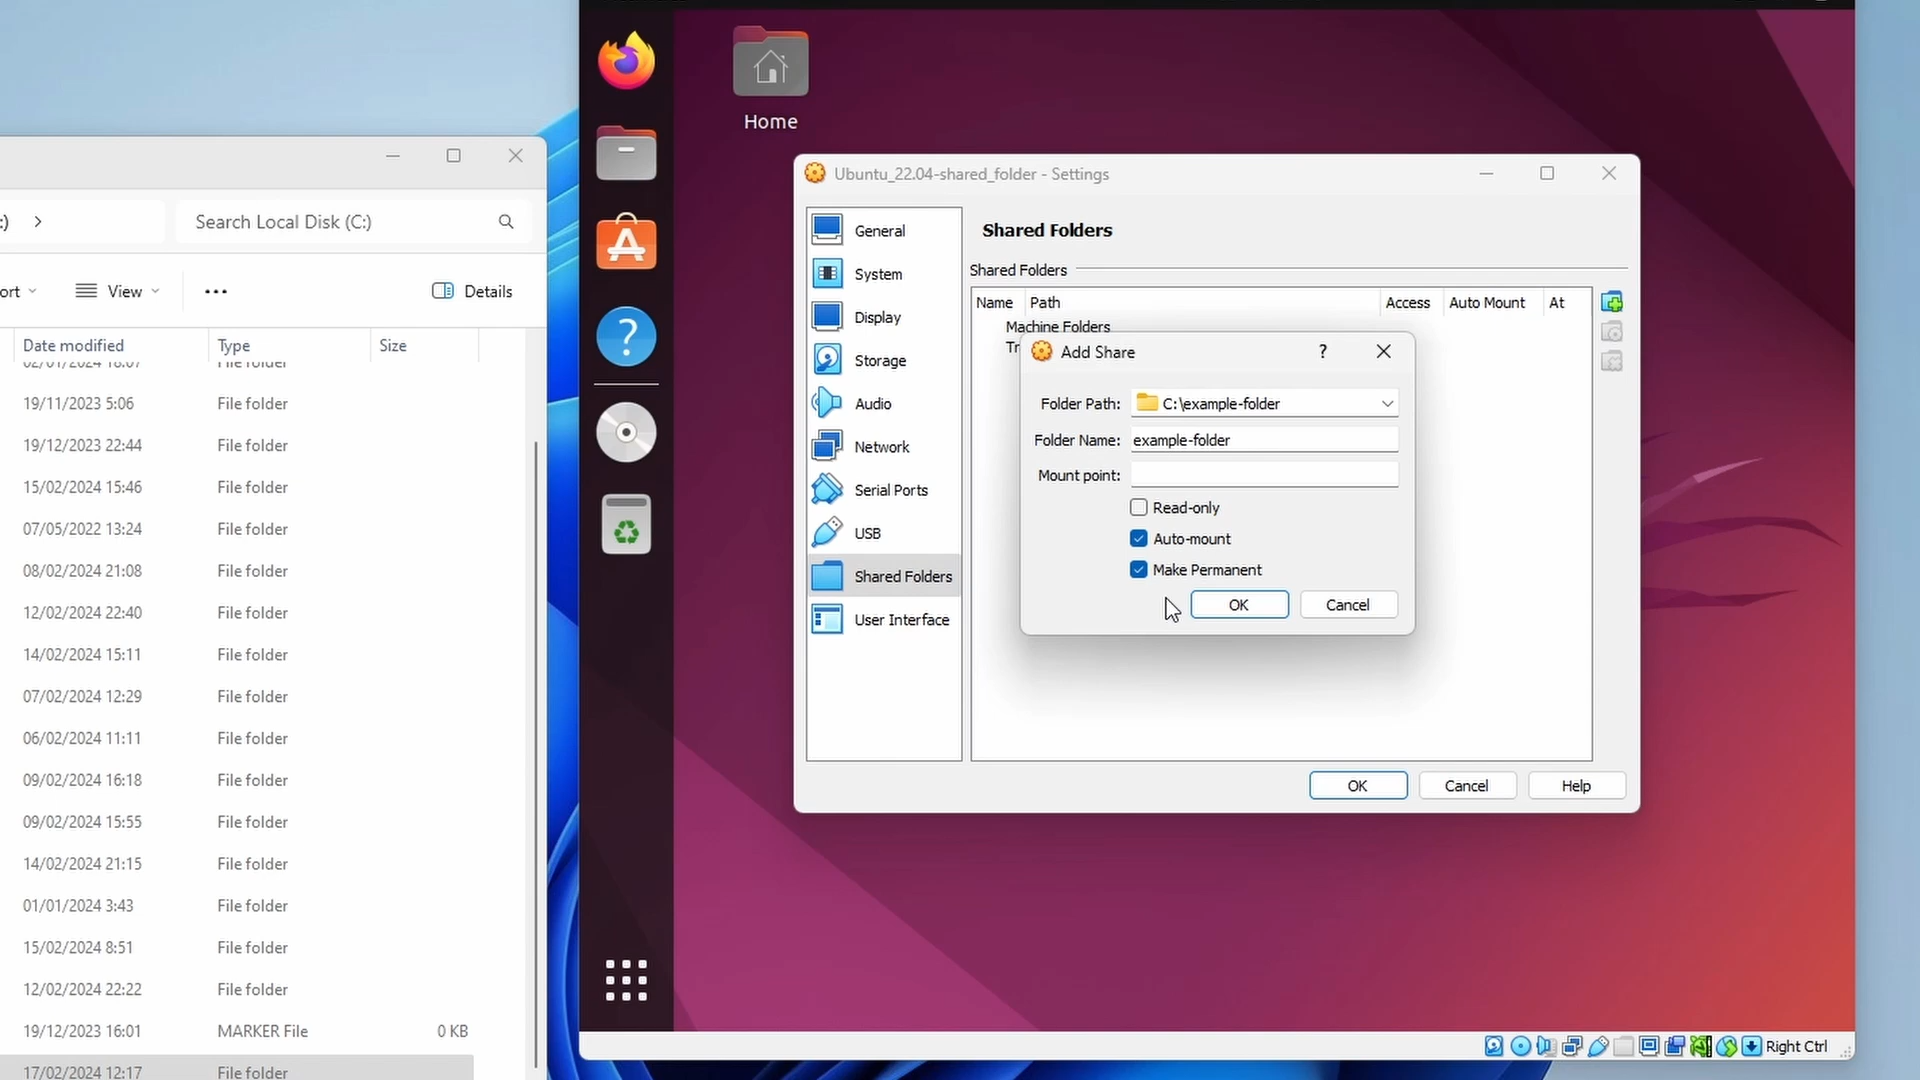 :)
Search Local Disk (C:)
ort
View
Details
Date modified
Type
Size
02/01/2024 18:07
File folder
19/11/2023 5:06
File folder
19/12/2023 22:44
File folder
15/02/2024 15:46
File folder
07/05/2022 13:24
File folder
08/02/2024 21:08
File folder
12/02/2024 22:40
File folder
14/02/2024 15:11
File folder
07/02/2024 12:29
File folder
06/02/2024 11:11
File folder
09/02/2024 16:18
File folder
09/02/2024 15:55
File folder
14/02/2024 21:15
File folder
01/01/2024 3:43
File folder
15/02/2024 8:51
File folder
12/02/2024 22:22
File folder
19/12/2023 16:01
MARKER File
0 KB
17/02/2024 12:17
File folder
Home
Ubuntu_22.04-shared_folder - Settings
General
System
Display
Storage
Audio
Network
Serial Ports
USB
Shared Folders
User Interface
Shared Folders
Shared Folders
Name
Path
Access
Auto Mount
At
Machine Folders
Tr
Add Share
?
Folder Path:
C:\example-folder
Folder Name:
example-folder
Mount point:
Read-only
Auto-mount
Make Permanent
OK
Cancel
OK
Cancel
Help
Right Ctrl